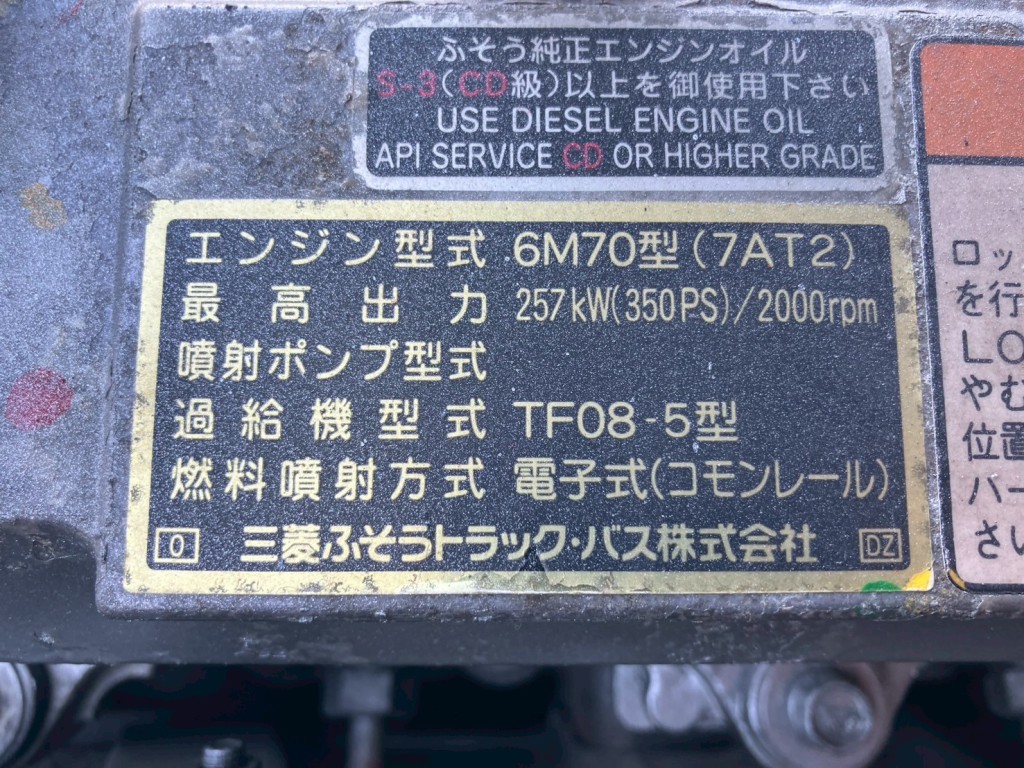 ふそう純正エンジンオイル
S-3(CD級)以上を御使用下さい
USE DIESEL ENGINE OIL
API SERVICE CD OR HIGHER GRADE
エンジン型式 6M70型(7AT2)
最高出力 257kW(350PS)/2000rpm
噴射ポンプ型式
過給機型式 TF08-5型
燃料噴射方式 電子式(コモンレール)
0 三菱ふそうトラック・バス株式会社 DZ
ロッ
を行
LO
やむ
位置
バー
さい